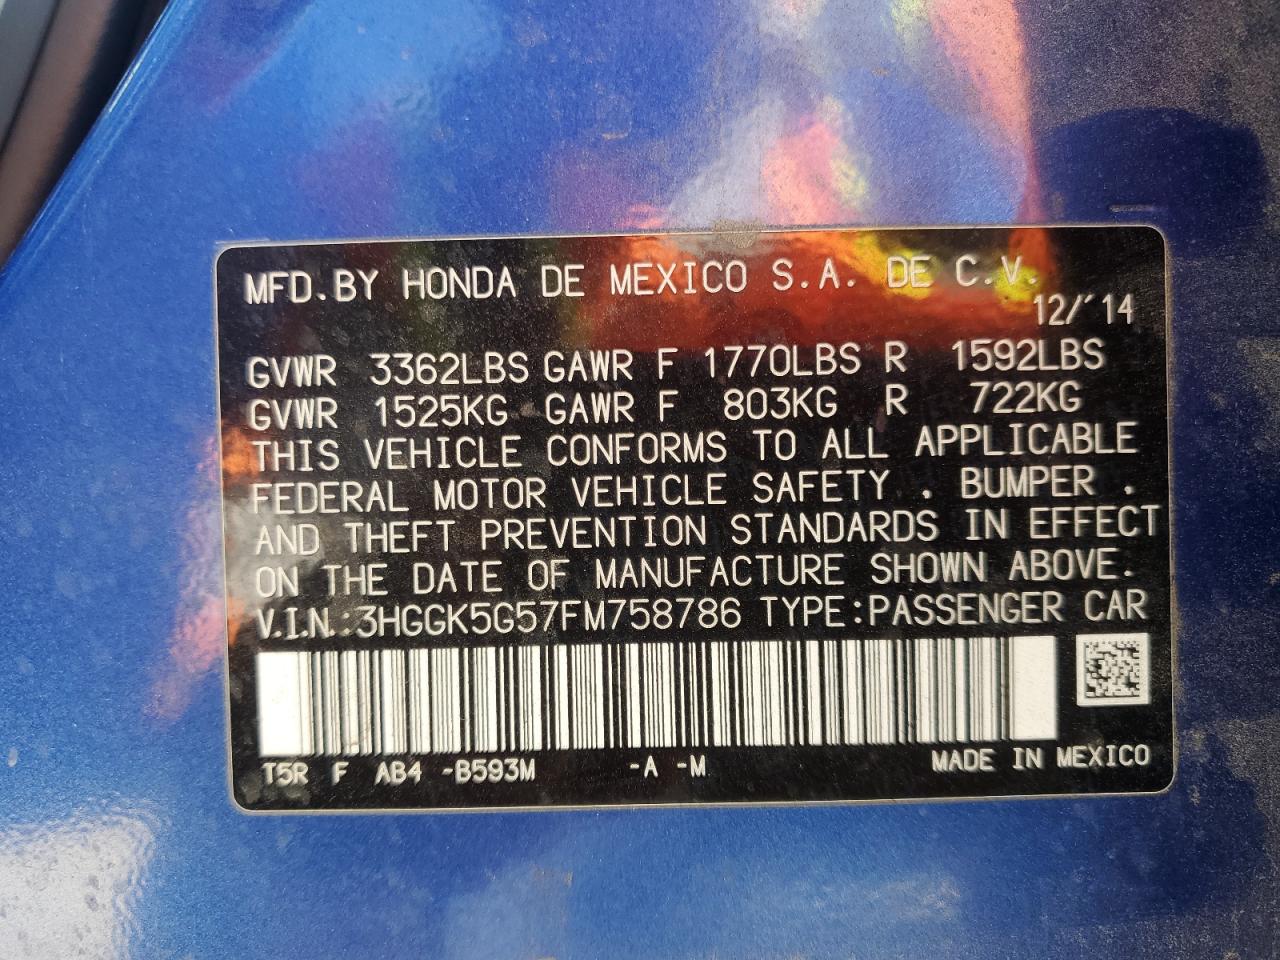 MFD.BY HONDA DE MEXICO S.A. DE C.V.
12/'14
GVWR 3362LBS GAWR F 1770LBS R 1592LBS
GVWR 1525KG GAWR F 803KG R 722KG
THIS VEHICLE CONFORMS TO ALL APPLICABLE
FEDERAL MOTOR VEHICLE SAFETY . BUMPER .
AND THEFT PREVENTION STANDARDS IN EFFECT
ON THE DATE OF MANUFACTURE SHOWN ABOVE.
V.I.N.:3HGGK5G57FM758786 TYPE:PASSENGER CAR
T5R F AB4 -B593M -A -M MADE IN MEXICO